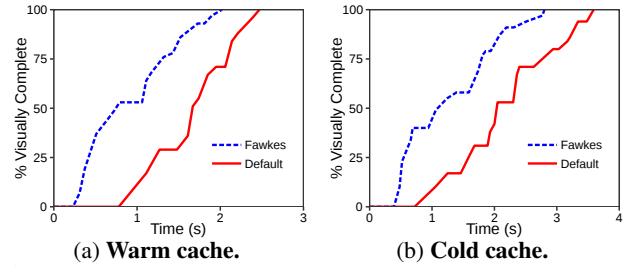 % Visually Complete
100
75
50
25
0
Fawkes
Default
0 1 2 3
Time (s)
(a) Warm cache.
% Visually Complete
100
75
50
25
0
Fawkes
Default
0 1 2 3 4
Time (s)
(b) Cold cache.